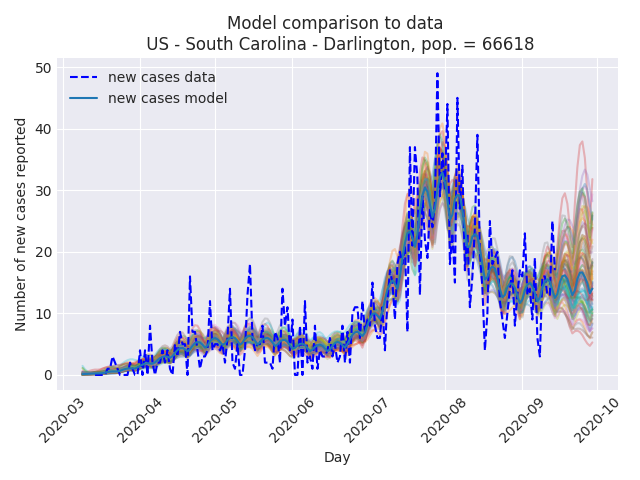 Model comparison to data
US - South Carolina - Darlington, pop. = 66618
new cases data
new cases model
Number of new cases reported
50
40
30
20
10
0
2020-03
2020-04
2020-05
2020-06
2020-07
2020-08
2020-09
2020-10
Day